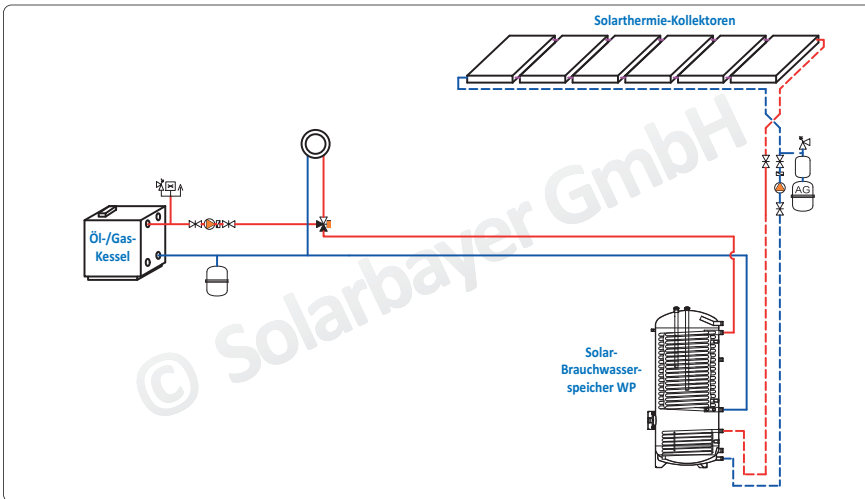 Solarthermie-Kollektoren
AG
Öl-/Gas-
Kessel
Solar-
Brauchwasser-
speicher WP
© Solarbayer GmbH